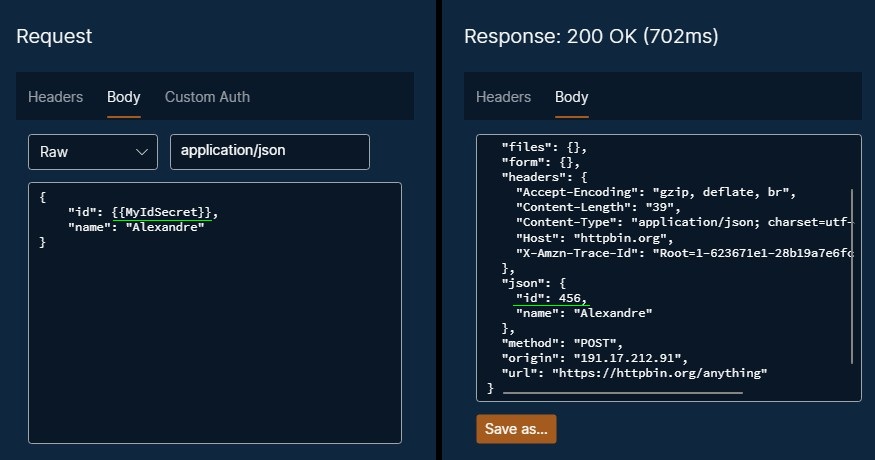 Request
Headers
Body
Custom Auth
Raw
application/json
{
    "id": {{MyIdSecret}},
    "name": "Alexandre"
}
Response: 200 OK (702ms)
Headers
Body
  "files": {},
  "form": {},
  "headers": {
    "Accept-Encoding": "gzip, deflate, br",
    "Content-Length": "39",
    "Content-Type": "application/json; charset=utf-
    "Host": "httpbin.org",
    "X-Amzn-Trace-Id": "Root=1-623671e1-28b19a7e6fc
  },
  "json": {
    "id": 456,
    "name": "Alexandre"
  },
  "method": "POST",
  "origin": "191.17.212.91",
  "url": "https://httpbin.org/anything"
}
Save as...